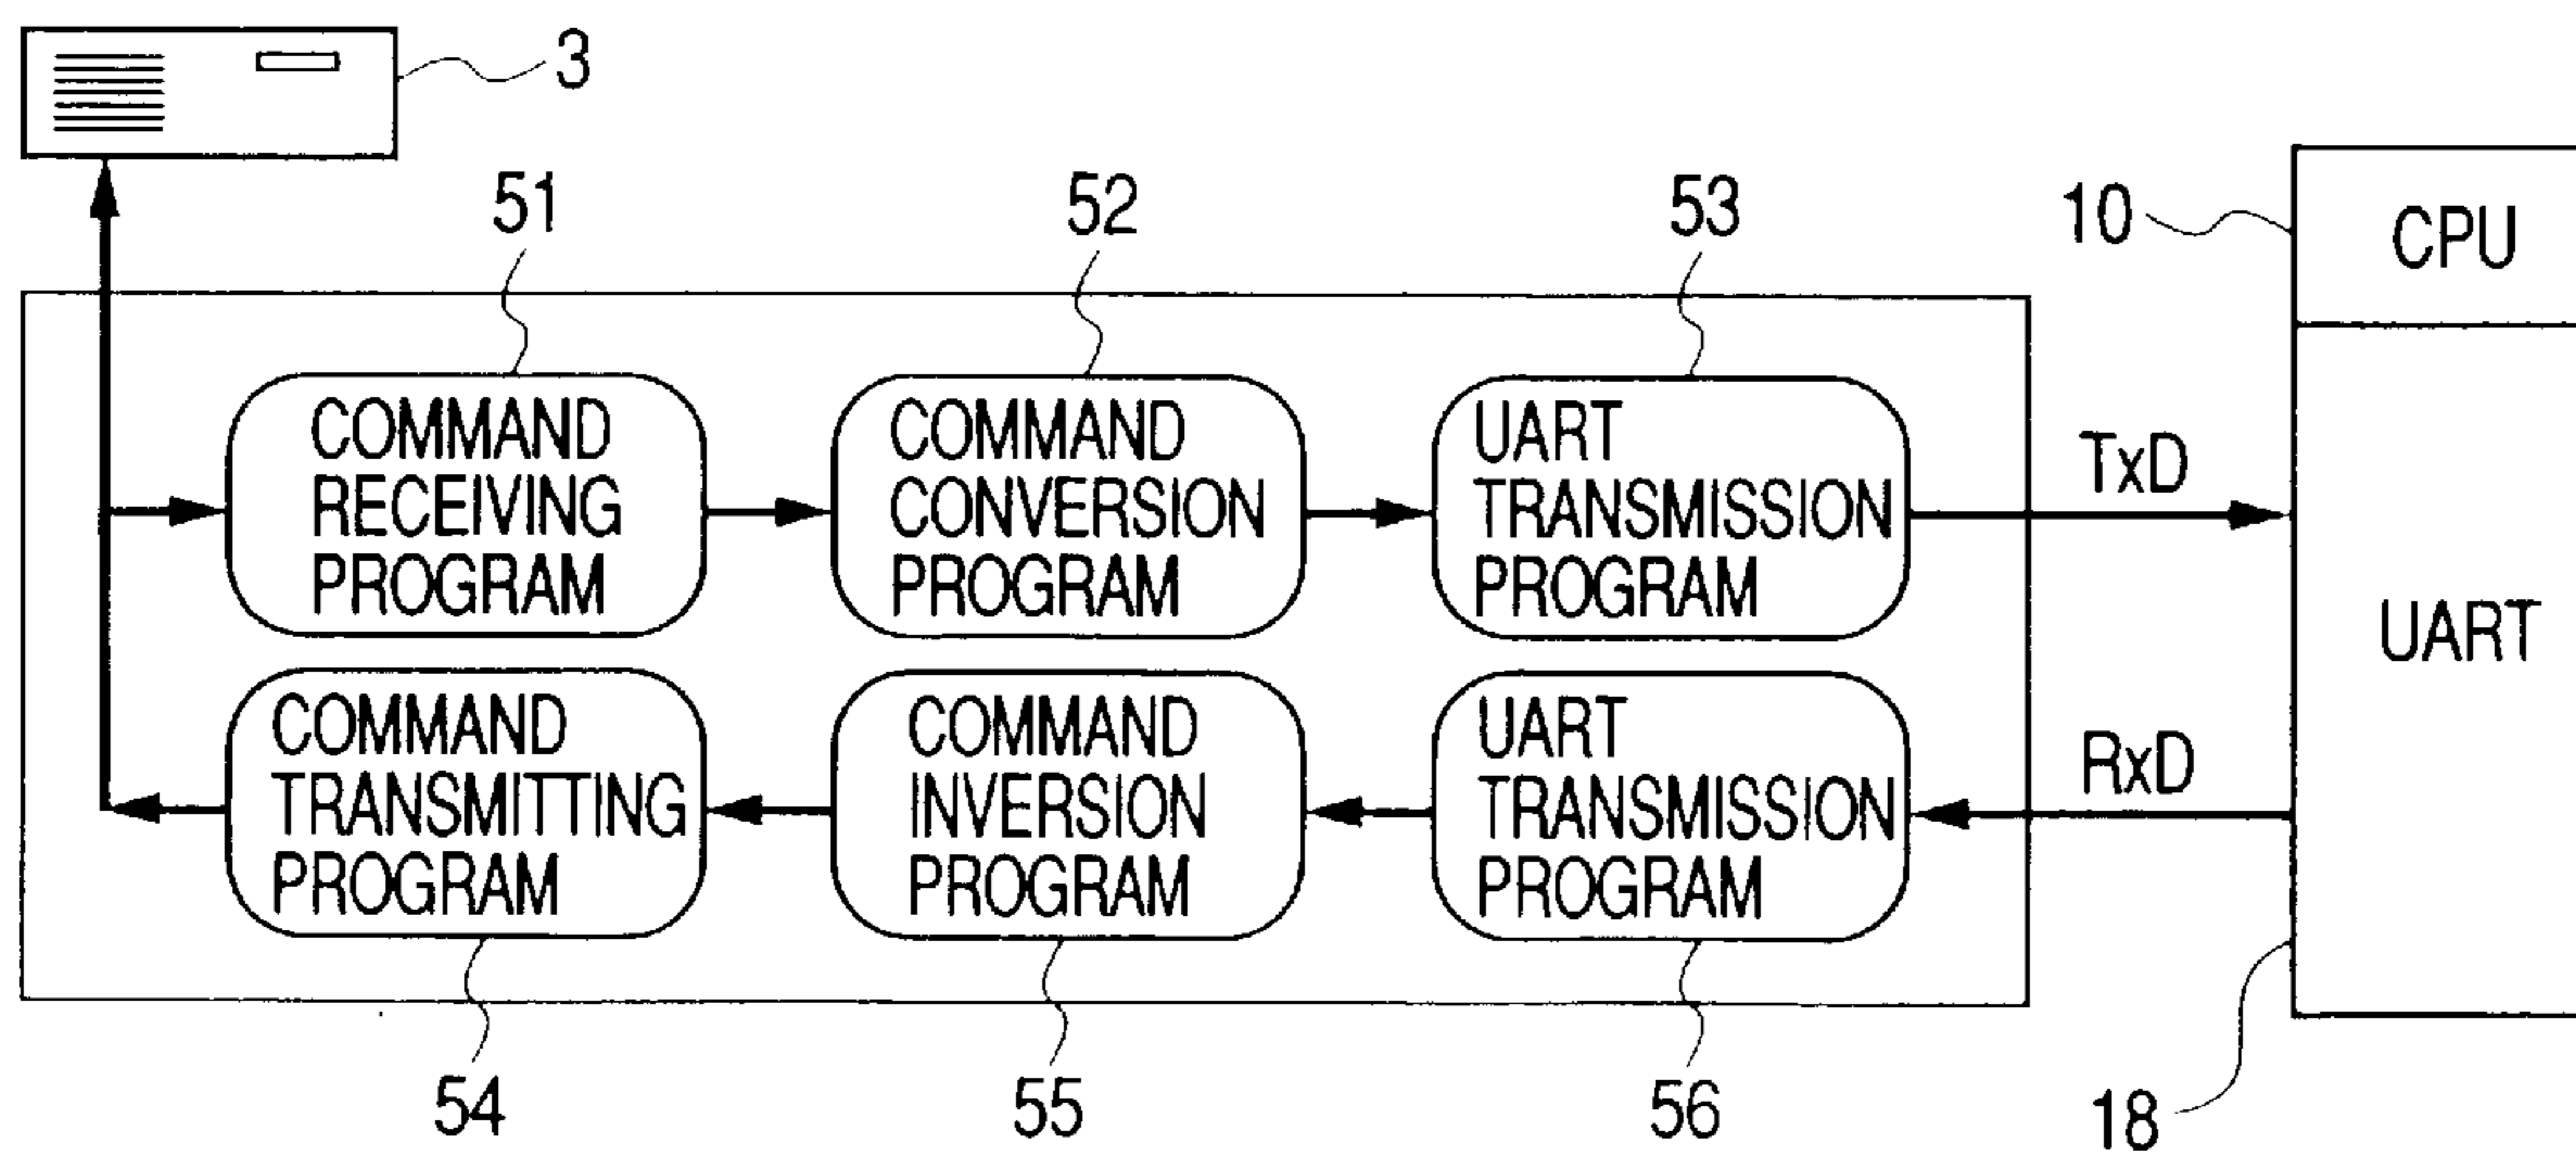 3
51
52
53
10
CPU
COMMAND
RECEIVING
PROGRAM
COMMAND
CONVERSION
PROGRAM
UART
TRANSMISSION
PROGRAM
TxD
UART
COMMAND
TRANSMITTING
PROGRAM
COMMAND
INVERSION
PROGRAM
UART
TRANSMISSION
PROGRAM
RxD
54
55
56
18